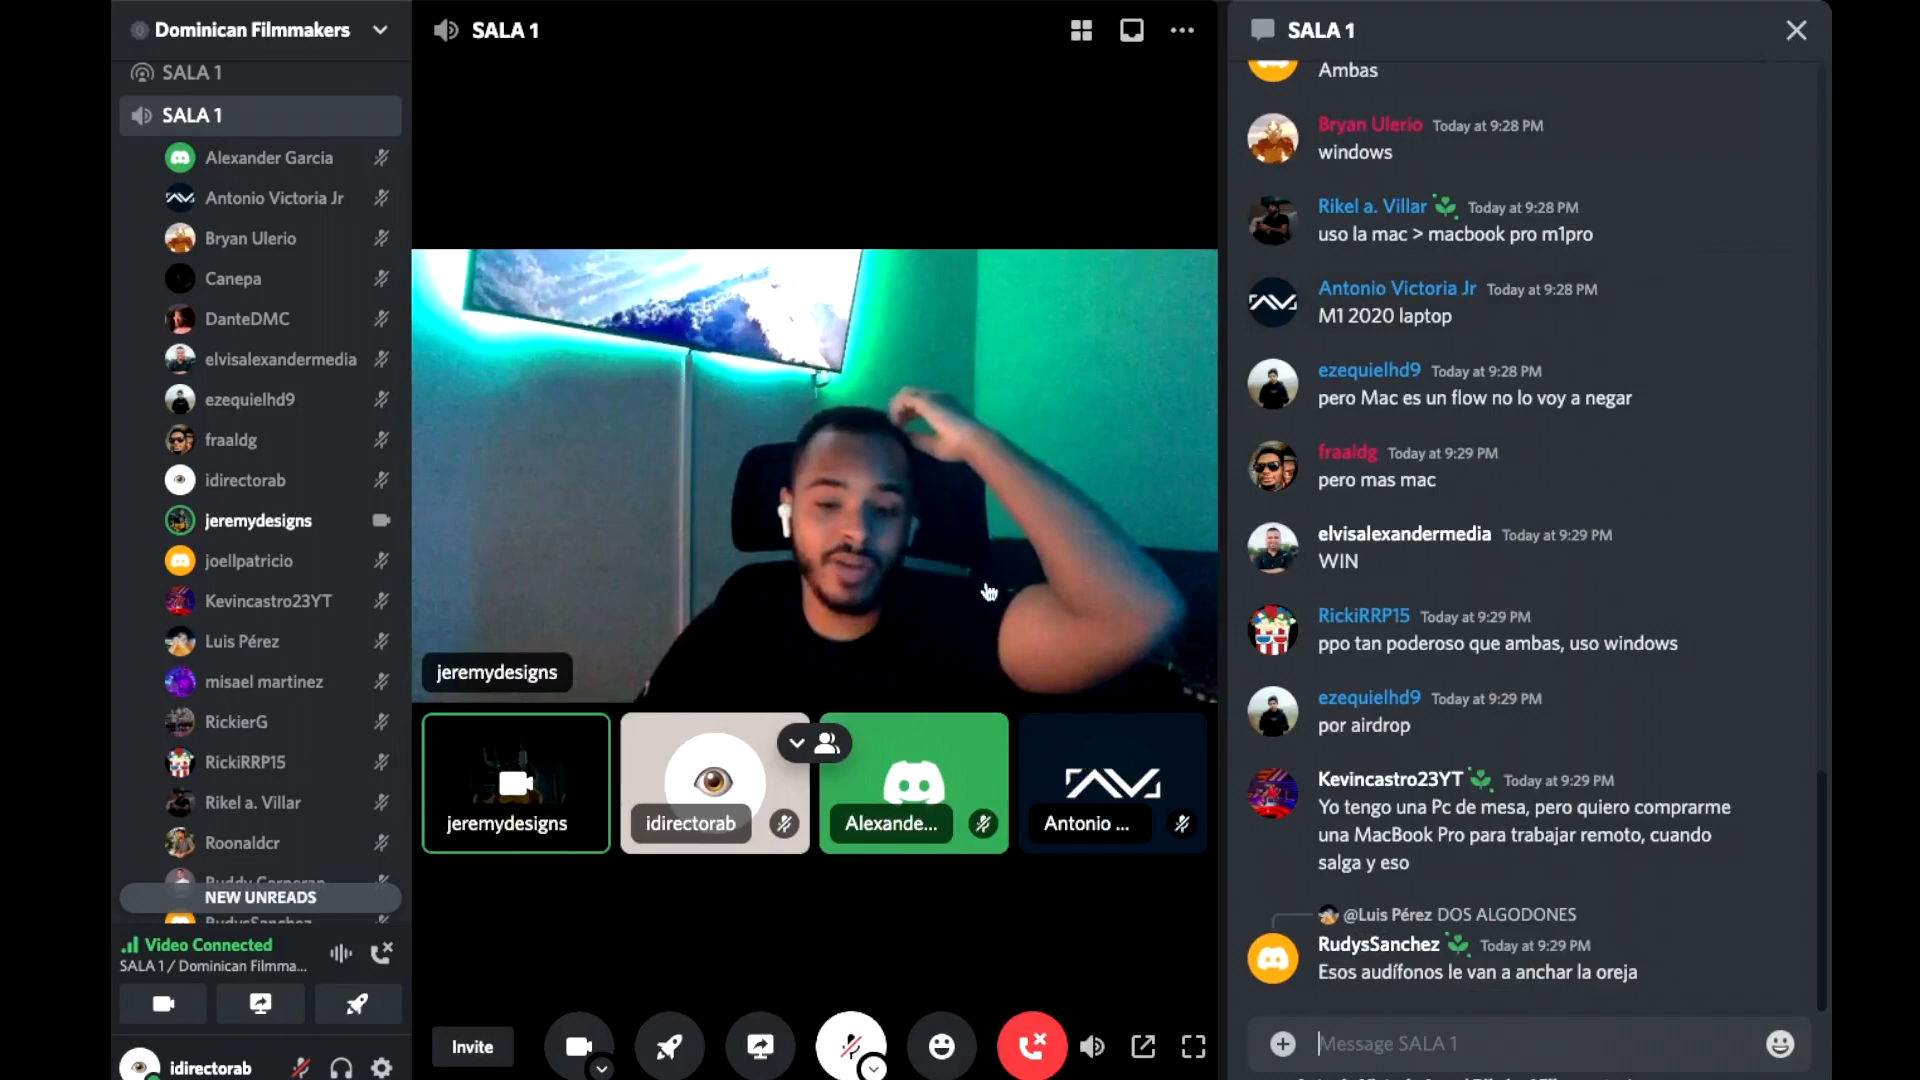 Dominican Filmmakers
SALA 1
SALA 1
Alexander Garcia
Antonio Victoria Jr
Bryan Ulerio
Canepa
DanteDMC
elvisalexandermedia
ezequielhd9
fraaldg
idirectorab
jeremydesigns
joellpatricio
Kevincastro23YT
Luis Pérez
misael martinez
RickierG
RickiRRP15
Rikel a. Villar
Roonaldcr
NEW UNREADS
RudysSanchez
Video Connected
SALA 1 / Dominican Filmma...
idirectorab
SALA 1
jeremydesigns
jeremydesigns
idirectorab
Alexande...
Antonio ...
Invite
SALA 1
Ambas
Bryan Ulerio Today at 9:28 PM
windows
Rikel a. Villar Today at 9:28 PM
uso la mac > macbook pro m1pro
Antonio Victoria Jr Today at 9:28 PM
M1 2020 laptop
ezequielhd9 Today at 9:28 PM
pero Mac es un flow no lo voy a negar
fraaldg Today at 9:29 PM
pero mas mac
elvisalexandermedia Today at 9:29 PM
WIN
RickiRRP15 Today at 9:29 PM
ppo tan poderoso que ambas, uso windows
ezequielhd9 Today at 9:29 PM
por airdrop
Kevincastro23YT Today at 9:29 PM
Yo tengo una Pc de mesa, pero quiero comprarme
una MacBook Pro para trabajar remoto, cuando
salga y eso
@Luis Pérez DOS ALGODONES
RudysSanchez Today at 9:29 PM
Esos audífonos le van a anchar la oreja
Message SALA 1